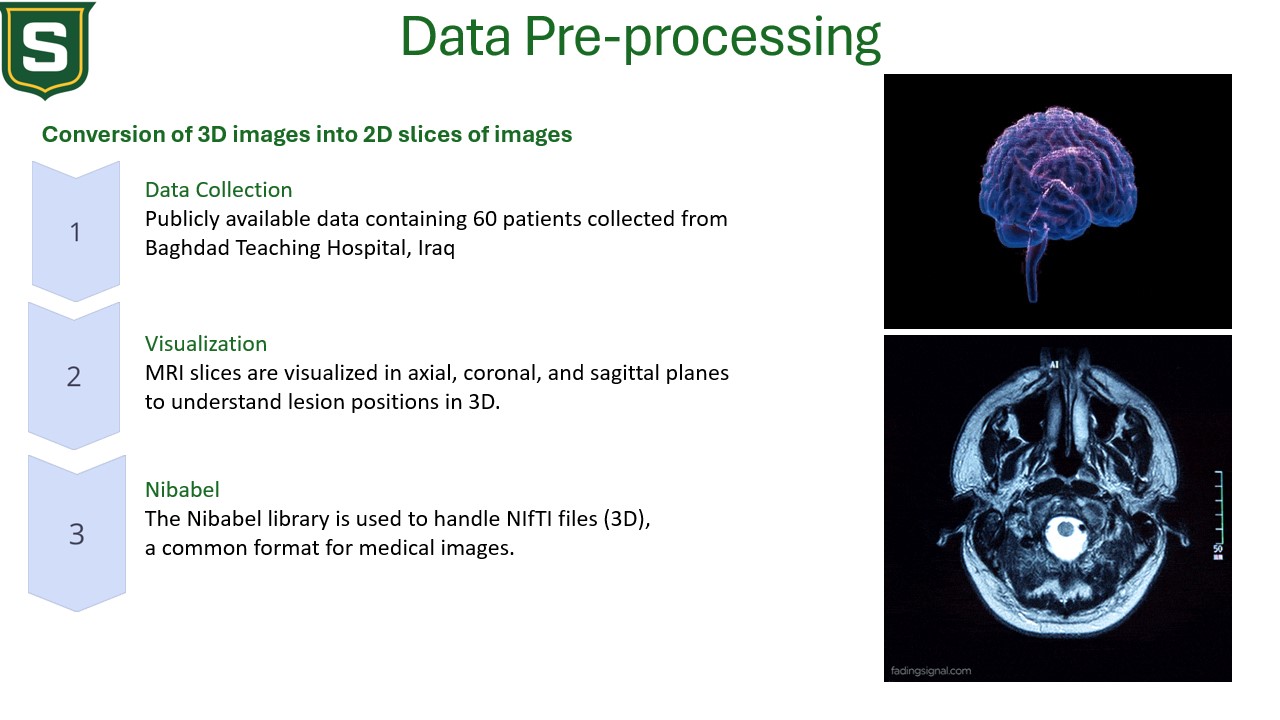 S
Data Pre-processing
Conversion of 3D images into 2D slices of images
1
Data Collection
Publicly available data containing 60 patients collected from
Baghdad Teaching Hospital, Iraq
2
Visualization
MRI slices are visualized in axial, coronal, and sagittal planes
to understand lesion positions in 3D.
3
Nibabel
The Nibabel library is used to handle NIfTI files (3D),
a common format for medical images.
AI
50
fadingsignal.com